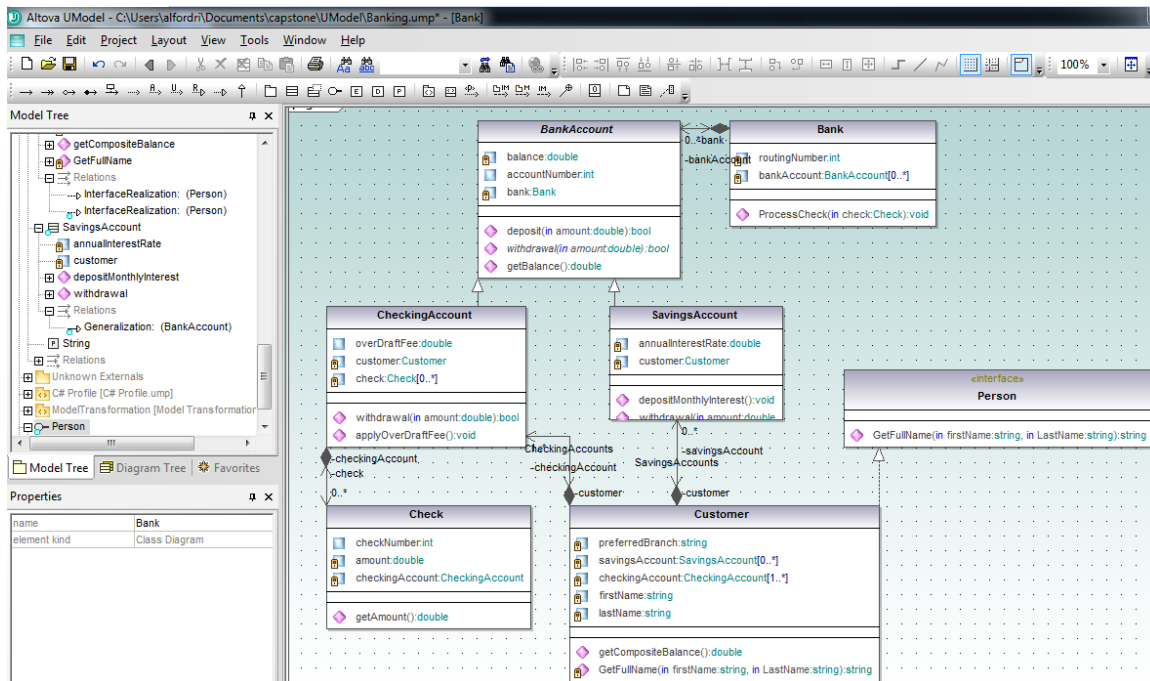 Altova UModel - C:\Users\alfordri\Documents\capstone\UModel\Banking.ump* - [Bank]
File Edit Project Layout View Tools Window Help
100%
Model Tree
getCompositeBalance
GetFullName
Relations
InterfaceRealization: (Person)
InterfaceRealization: (Person)
SavingsAccount
annualInterestRate
customer
depositMonthlyInterest
withdrawal
Relations
Generalization: (BankAccount)
String
Relations
Unknown Externals
C# Profile [C# Profile.ump]
ModelTransformation [Model Transformation
Person
Model Tree Diagram Tree Favorites
Properties
name Bank
element kind Class Diagram
BankAccount
balance:double
accountNumber:int
bank:Bank
deposit(in amount:double):bool
withdrawal(in amount:double):bool
getBalance():double
0..*
-bank
-bankAccount
Bank
routingNumber:int
bankAccount:BankAccount[0..*]
ProcessCheck(in check:Check):void
CheckingAccount
overDraftFee:double
customer:Customer
check:Check[0..*]
withdrawal(in amount:double):bool
applyOverDraftFee():void
SavingsAccount
annualInterestRate:double
customer:Customer
depositMonthlyInterest():void
withdrawal(in amount:double
«interface»
Person
GetFullName(in firstName:string, in LastName:string):string
-checkingAccount
-check
0..*
CheckingAccounts
-checkingAccount
-customer
0..*
-savingsAccount
SavingsAccounts
-customer
Check
checkNumber:int
amount:double
checkingAccount:CheckingAccount
getAmount():double
Customer
preferredBranch:string
savingsAccount:SavingsAccount[0..*]
checkingAccount:CheckingAccount[1..*]
firstName:string
lastName:string
getCompositeBalance():double
GetFullName(in firstName:string, in LastName:string):string